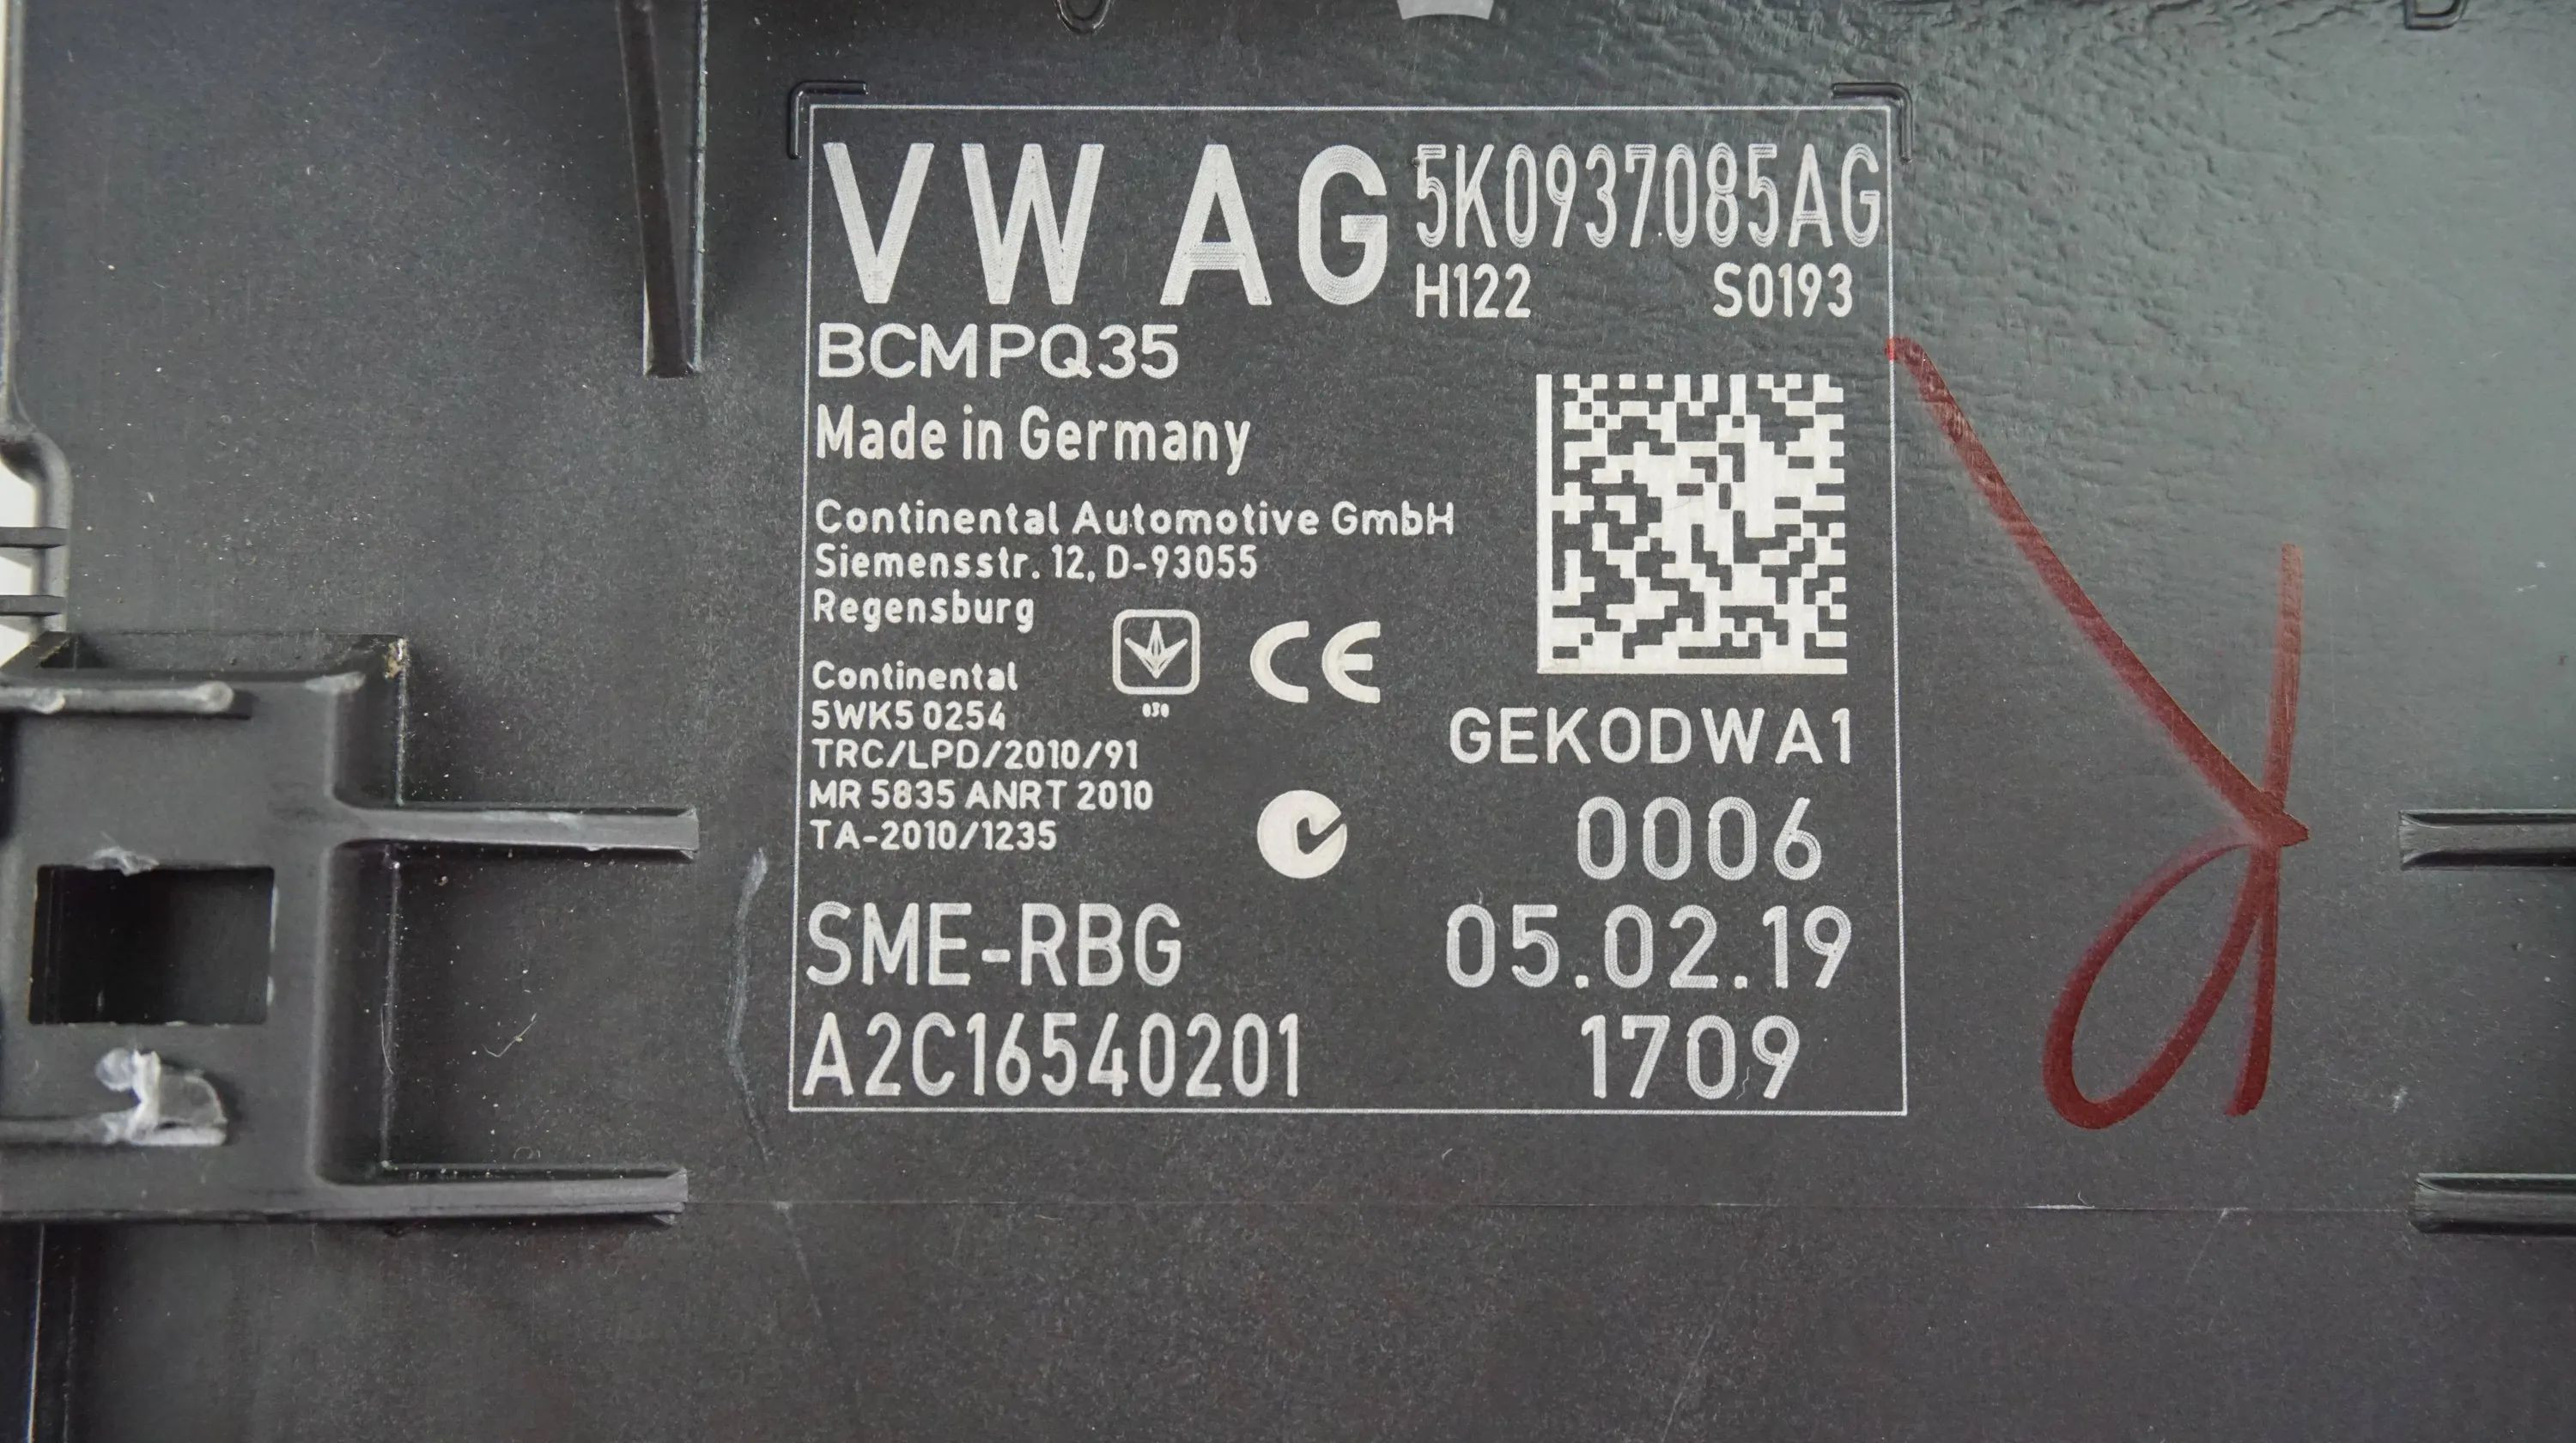 VW AG 5K0937085AG
H122 S0193
BCMPQ35
Made in Germany
Continental Automotive GmbH
Siemensstr. 12, D-93055
Regensburg
CE
030
Continental
5WK5 0254
TRC/LPD/2010/91
MR 5835 ANRT 2010
TA-2010/1235
GEKODWA1
0006
SME-RBG 05.02.19
A2C16540201 1709